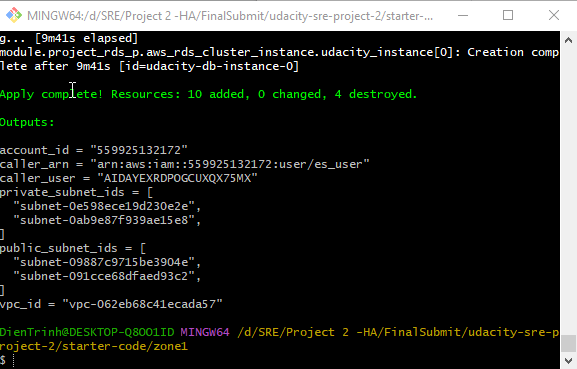 MINGW64:/d/SRE/Project 2 -HA/FinalSubmit/udacity-sre-project-2/starter-...
g... [9m41s elapsed]
module.project_rds_p.aws_rds_cluster_instance.udacity_instance[0]: Creation comp
lete after 9m41s [id=udacity-db-instance-0]
Apply complete! Resources: 10 added, 0 changed, 4 destroyed.
Outputs:
account_id = "559925132172"
caller_arn = "arn:aws:iam::559925132172:user/es_user"
caller_user = "AIDAYEXRDPOGCUXQX75MX"
private_subnet_ids = [
"subnet-0e598ece19d230e2e",
"subnet-0ab9e87f939ae15e8",
]
public_subnet_ids = [
"subnet-09887c9715be3904e",
"subnet-091cce68dfaed93c2",
]
vpc_id = "vpc-062eb68c41ecada57"
DienTrinh@DESKTOP-Q8OO1ID MINGW64 /d/SRE/Project 2 -HA/FinalSubmit/udacity-sre-p
roject-2/starter-code/zone1
$